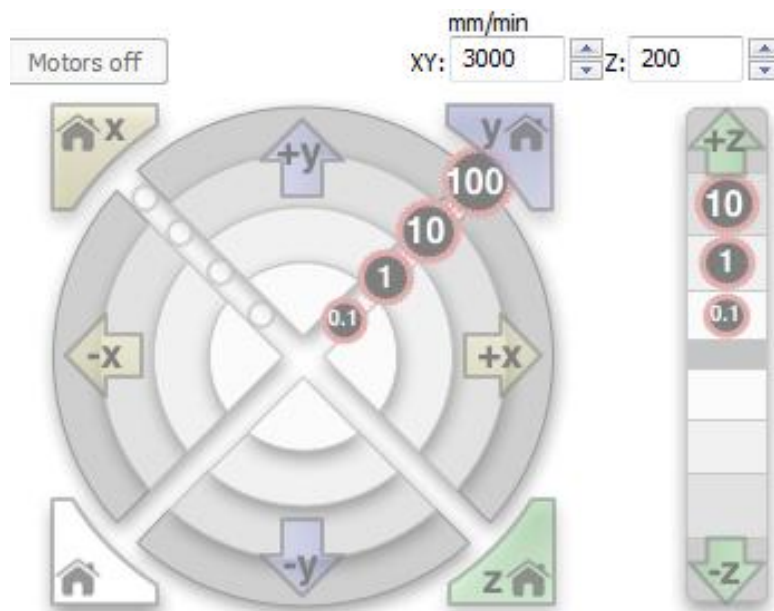 mm/min
Motors off XY: 3000 Z: 200
x y +z
+y 100
10 10
1 1
0.1 0.1
-x +x
-y
z -z